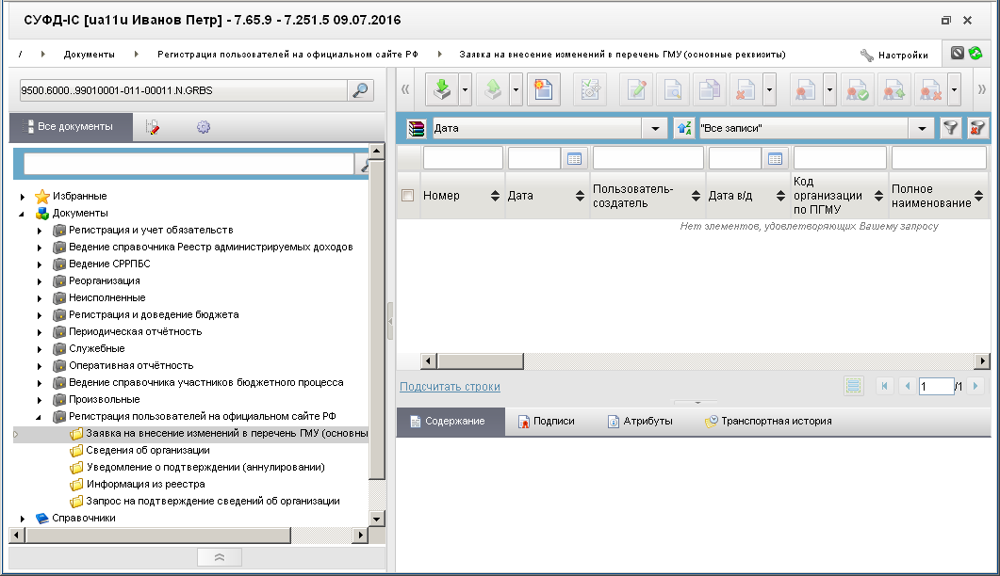 СУФД-IC [ua11u Иванов Петр] - 7.65.9 - 7.251.5 09.07.2016
/ Документы Регистрация пользователей на официальном сайте РФ Заявка на внесение изменений в перечень ГМУ (основные реквизиты) Настройки
9500.6000..99010001-011-00011.N.GRBS
Все документы
Избранные
Документы
Регистрация и учет обязательств
Ведение справочника Реестр администрируемых доходов
Ведение СРРПБС
Реорганизация
Неисполненные
Регистрация и доведение бюджета
Периодическая отчётность
Служебные
Оперативная отчётность
Ведение справочника участников бюджетного процесса
Произвольные
Регистрация пользователей на официальном сайте РФ
Заявка на внесение изменений в перечень ГМУ (основны
Сведения об организации
Уведомление о подтверждении (аннулировании)
Информация из реестра
Запрос на подтверждение сведений об организации
Справочники
Дата "Все записи"
Номер
Дата
Пользователь-
создатель
Дата в/д
Код
организации
по ПГМУ
Полное
наименование
Нет элементов, удовлетворяющих Вашему запросу
Подсчитать строки
1 /1
Содержание Подписи Атрибуты Транспортная история